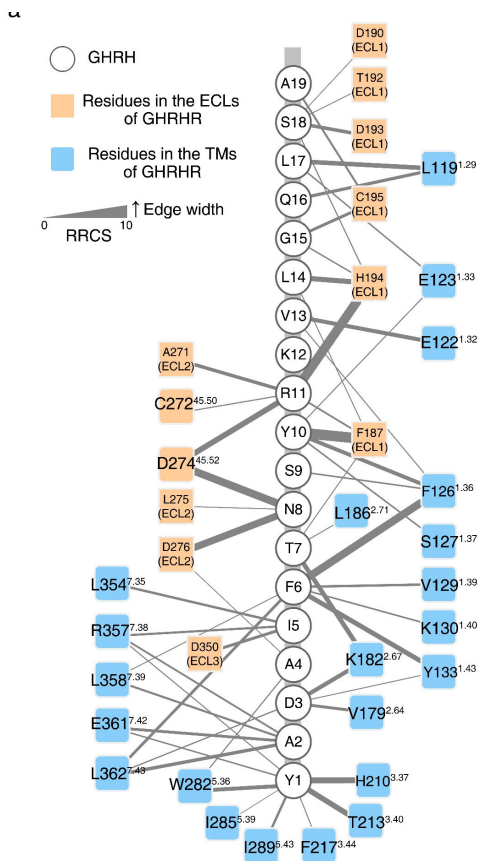 a
GHRH
Residues in the ECLs
of GHRHR
Residues in the TMs
of GHRHR
↑ Edge width
0 10
RRCS
D190
(ECL1)
T192
(ECL1)
D193
(ECL1)
C195
(ECL1)
H194
(ECL1)
F187
(ECL1)
A19
S18
L17
Q16
G15
L14
V13
K12
R11
Y10
S9
N8
T7
F6
I5
A4
D3
A2
Y1
L119^1.29
E123^1.33
E122^1.32
F126^1.36
S127^1.37
V129^1.39
K130^1.40
Y133^1.43
L186^2.71
K182^2.67
V179^2.64
H210^3.37
T213^3.40
F217^3.44
I289^5.43
I285^5.39
W282^5.36
A271
(ECL2)
C272^45.50
D274^45.52
L275
(ECL2)
D276
(ECL2)
D350
(ECL3)
L354^7.35
R357^7.38
L358^7.39
E361^7.42
L362^7.43